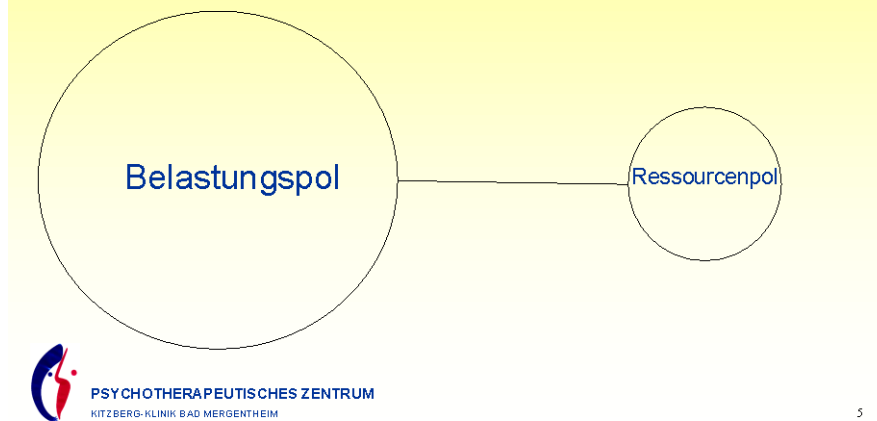 Belastungspol
Ressourcenpol
PSYCHOTHERAPEUTISCHES ZENTRUM
KITZBERG-KLINIK BAD MERGENTHEIM
5